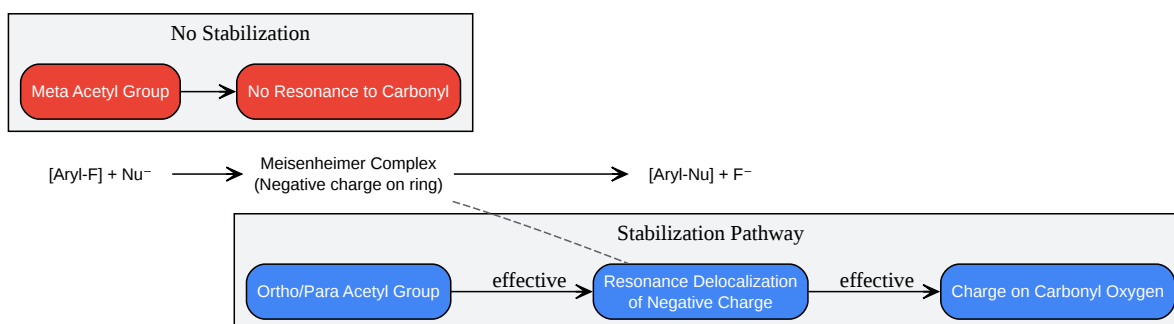 No Stabilization
Meta Acetyl Group
No Resonance to Carbonyl
[Aryl-F] + Nu⁻
Meisenheimer Complex
(Negative charge on ring)
[Aryl-Nu] + F⁻
Stabilization Pathway
Ortho/Para Acetyl Group
effective
Resonance Delocalization
of Negative Charge
effective
Charge on Carbonyl Oxygen